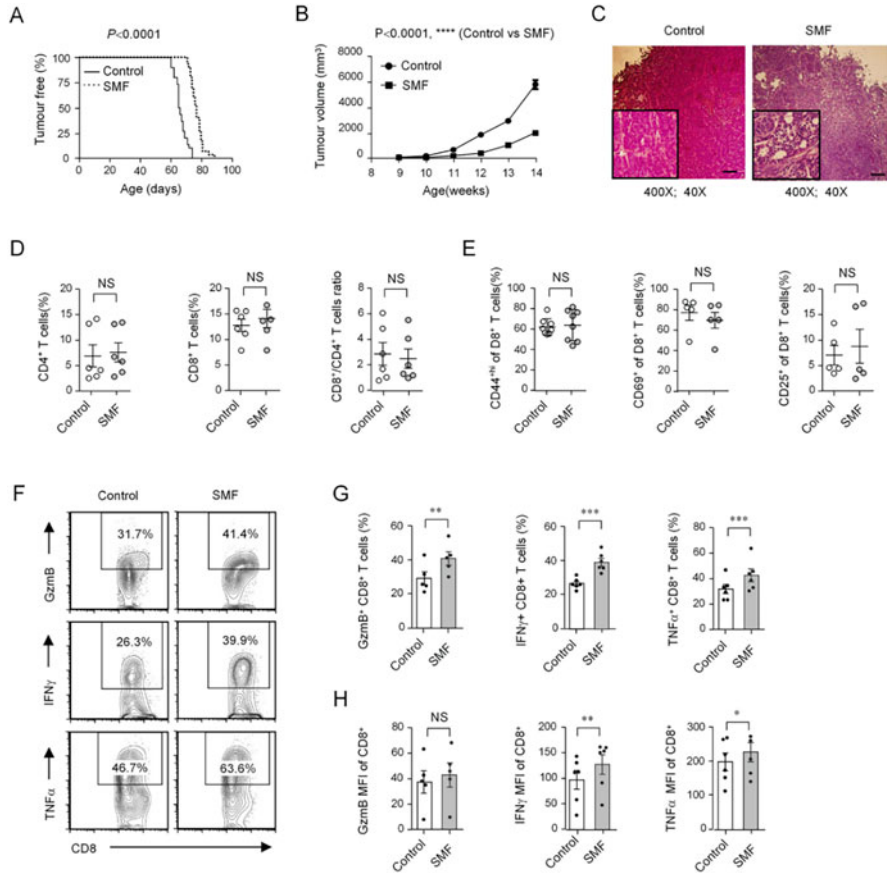 A
P<0.0001
Tumour free (%)
100
75
50
25
0
Control
SMF
0 20 40 60 80 100
Age (days)
B
P<0.0001, **** (Control vs SMF)
Tumour volume (mm³)
6000
4000
2000
0
Control
SMF
8 9 10 11 12 13 14
Age(weeks)
C
Control
SMF
400X; 40X
400X; 40X
D
NS
CD4⁺ T cells(%)
20
15
10
5
0
Control
SMF
NS
CD8⁺ T cells(%)
20
15
10
5
0
Control
SMF
NS
CD8⁺/CD4⁺ T cells ratio
8
6
4
2
0
Control
SMF
E
NS
CD44⁺ʰⁱ of D8⁺ T cells(%)
100
80
60
40
20
0
Control
SMF
NS
CD69⁺ of D8⁺ T cells(%)
100
80
60
40
20
0
Control
SMF
NS
CD25⁺ of D8⁺ T cells(%)
20
15
10
5
0
Control
SMF
F
Control
SMF
GzmB
31.7%
41.4%
IFNγ
26.3%
39.9%
TNFα
46.7%
63.6%
CD8
G
**
GzmB⁺ CD8⁺ T cells (%)
60
40
20
0
Control
SMF
***
IFNγ+ CD8+ T cells (%)
60
40
20
0
Control
SMF
***
TNFα⁺ CD8⁺ T cells (%)
80
60
40
20
0
Control
SMF
H
NS
GzmB MFI of CD8⁺
80
60
40
20
0
Control
SMF
**
IFNγ MFI of CD8⁺
200
150
100
50
0
Control
SMF
*
TNFα MFI of CD8⁺
300
200
100
0
Control
SMF